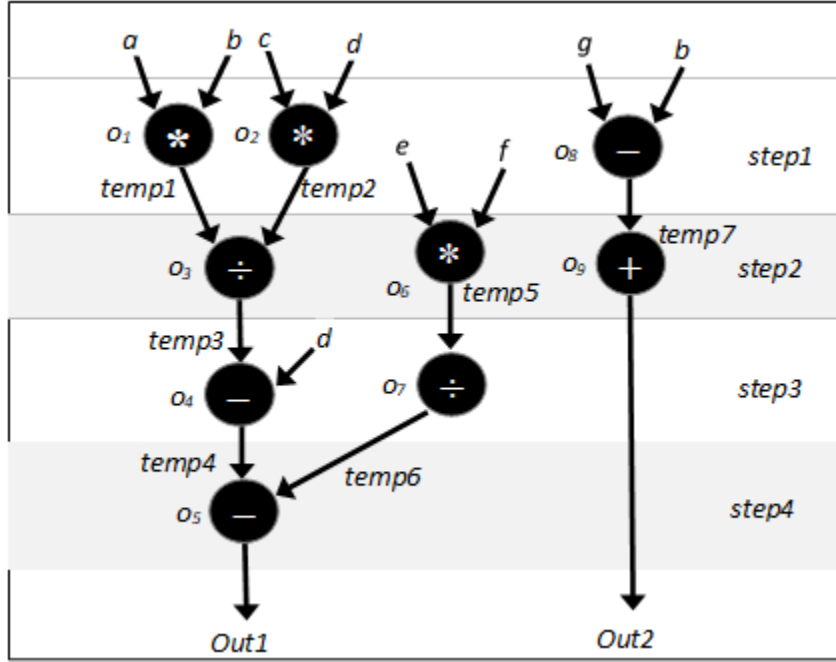 a b c d g b
o₁ * o₂ * o₈ – step1
e f
temp1 temp2
temp7
o₃ ÷ * o₉ + step2
o₆ temp5
temp3 d
o₄ – o₇ ÷ step3
temp4 temp6
o₅ – step4
Out1 Out2